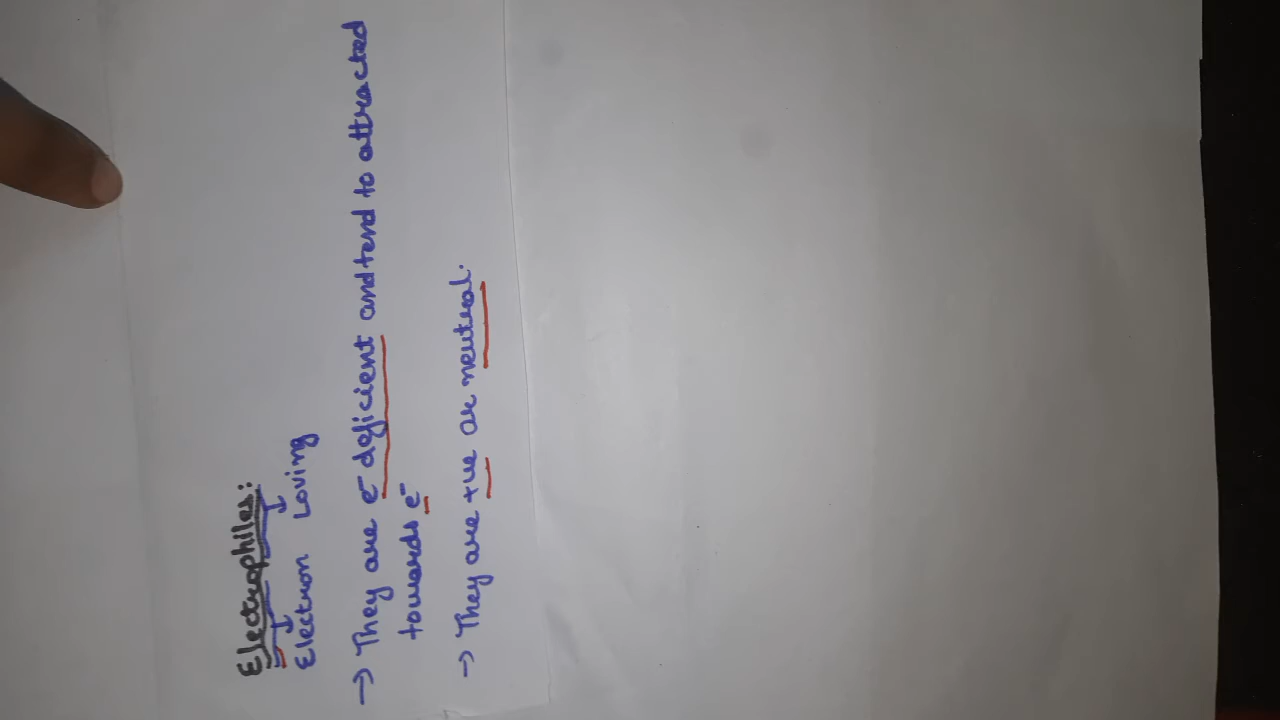 Electrophiles:
Electron Loving
→ They are e⁻ deficient and tend to attracted
towards e⁻
→ They are +ve or neutral.